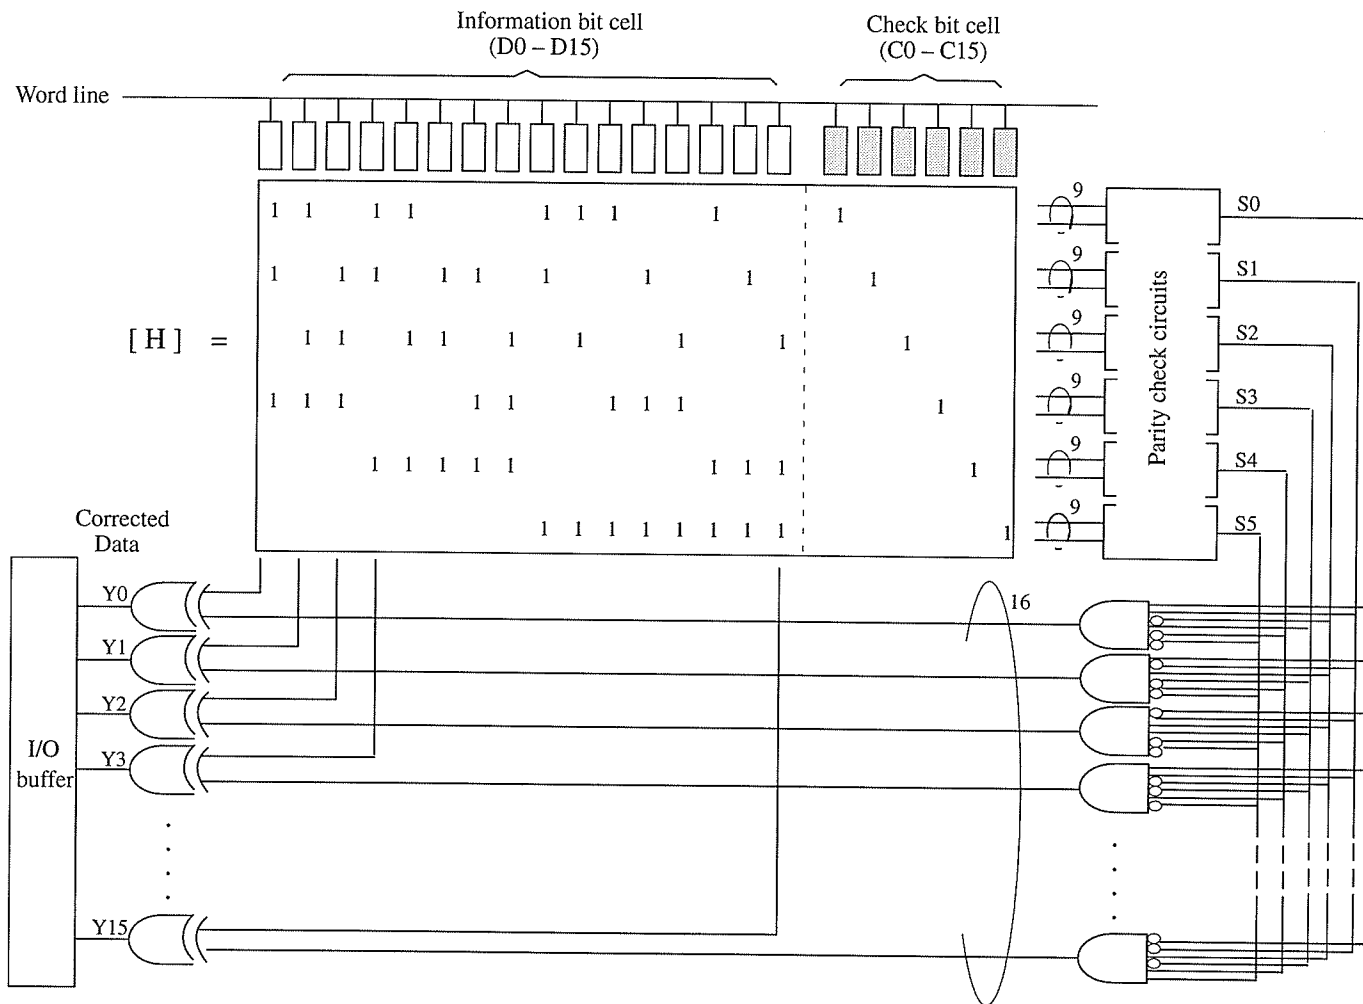 Information bit cell
(D0 – D15)
Check bit cell
(C0 – C15)
Word line
1 1 1 1 1 1 1 1 1
9
S0
1 1 1 1 1 1 1 1 1
9
S1
[ H ] =
1 1 1 1 1 1 1 1 1
9
S2
1 1 1 1 1 1 1 1 1
9
S3
1 1 1 1 1 1 1 1 1
9
S4
1 1 1 1 1 1 1 1 1
9
S5
Parity check circuits
Corrected
Data
16
Y0
Y1
Y2
Y3
Y15
I/O
buffer